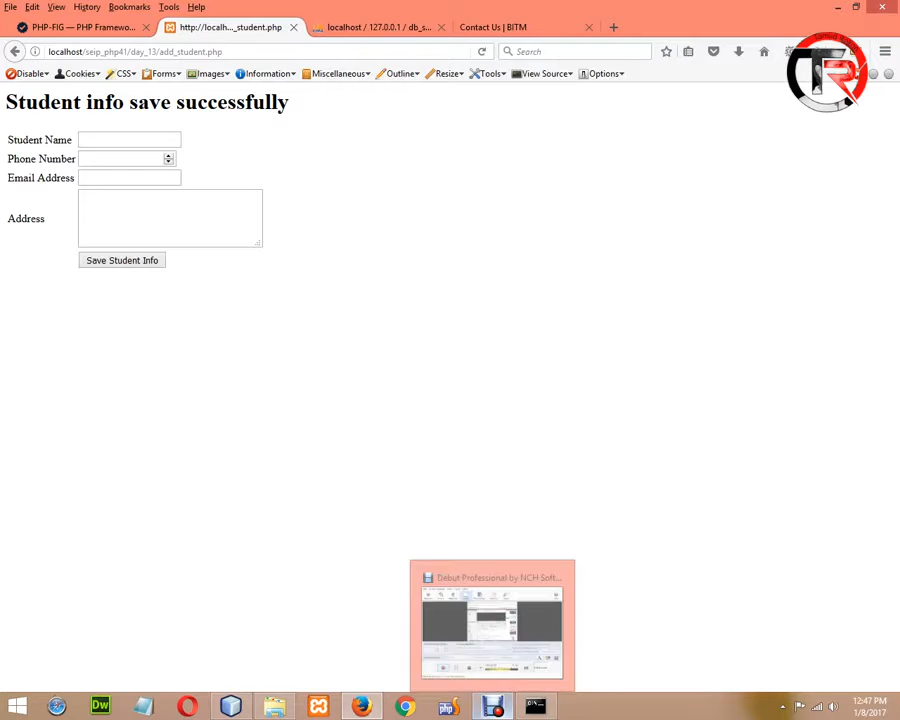 File Edit View History Bookmarks Tools Help
PHP-FIG — PHP Framewo...
http://localh..._student.php
localhost / 127.0.0.1 / db_s...
Contact Us | BITM
localhost/seip_php41/day_13/add_student.php
Search
Disable Cookies CSS Forms Images Information Miscellaneous Outline Resize Tools View Source Options
TR
Student info save successfully
Student Name
Phone Number
Email Address
Address
Save Student Info
Debut Professional by NCH Soft...
Dw
php
12:47 PM
1/8/2017